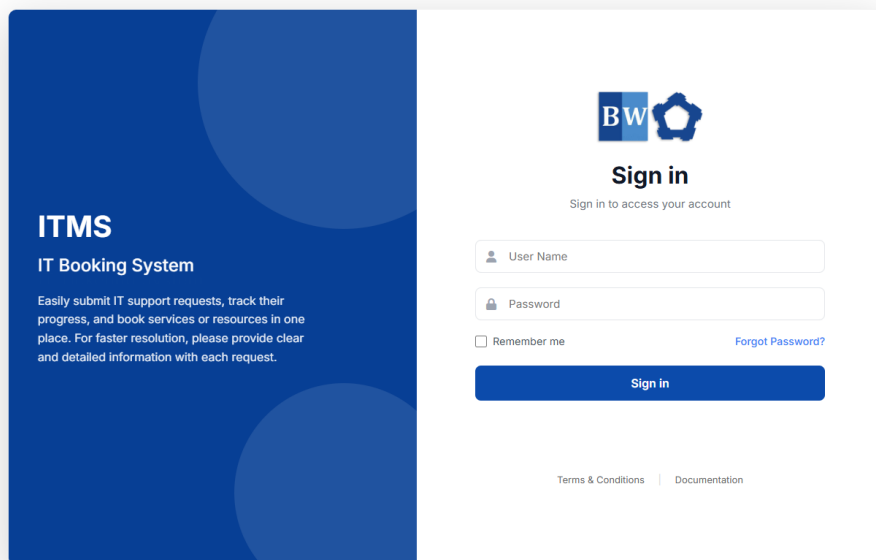 ITMS
IT Booking System
Easily submit IT support requests, track their
progress, and book services or resources in one
place. For faster resolution, please provide clear
and detailed information with each request.
BW
Sign in
Sign in to access your account
User Name
Password
Remember me
Forgot Password?
Sign in
Terms & Conditions
Documentation